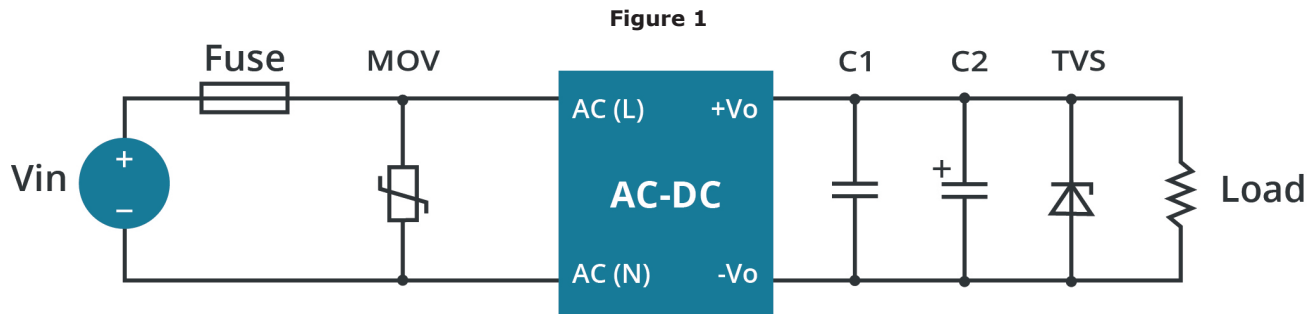 Figure 1
Fuse
MOV
C1
C2
TVS
AC (L)
+Vo
+
Vin
AC-DC
+
Load
−
AC (N)
-Vo